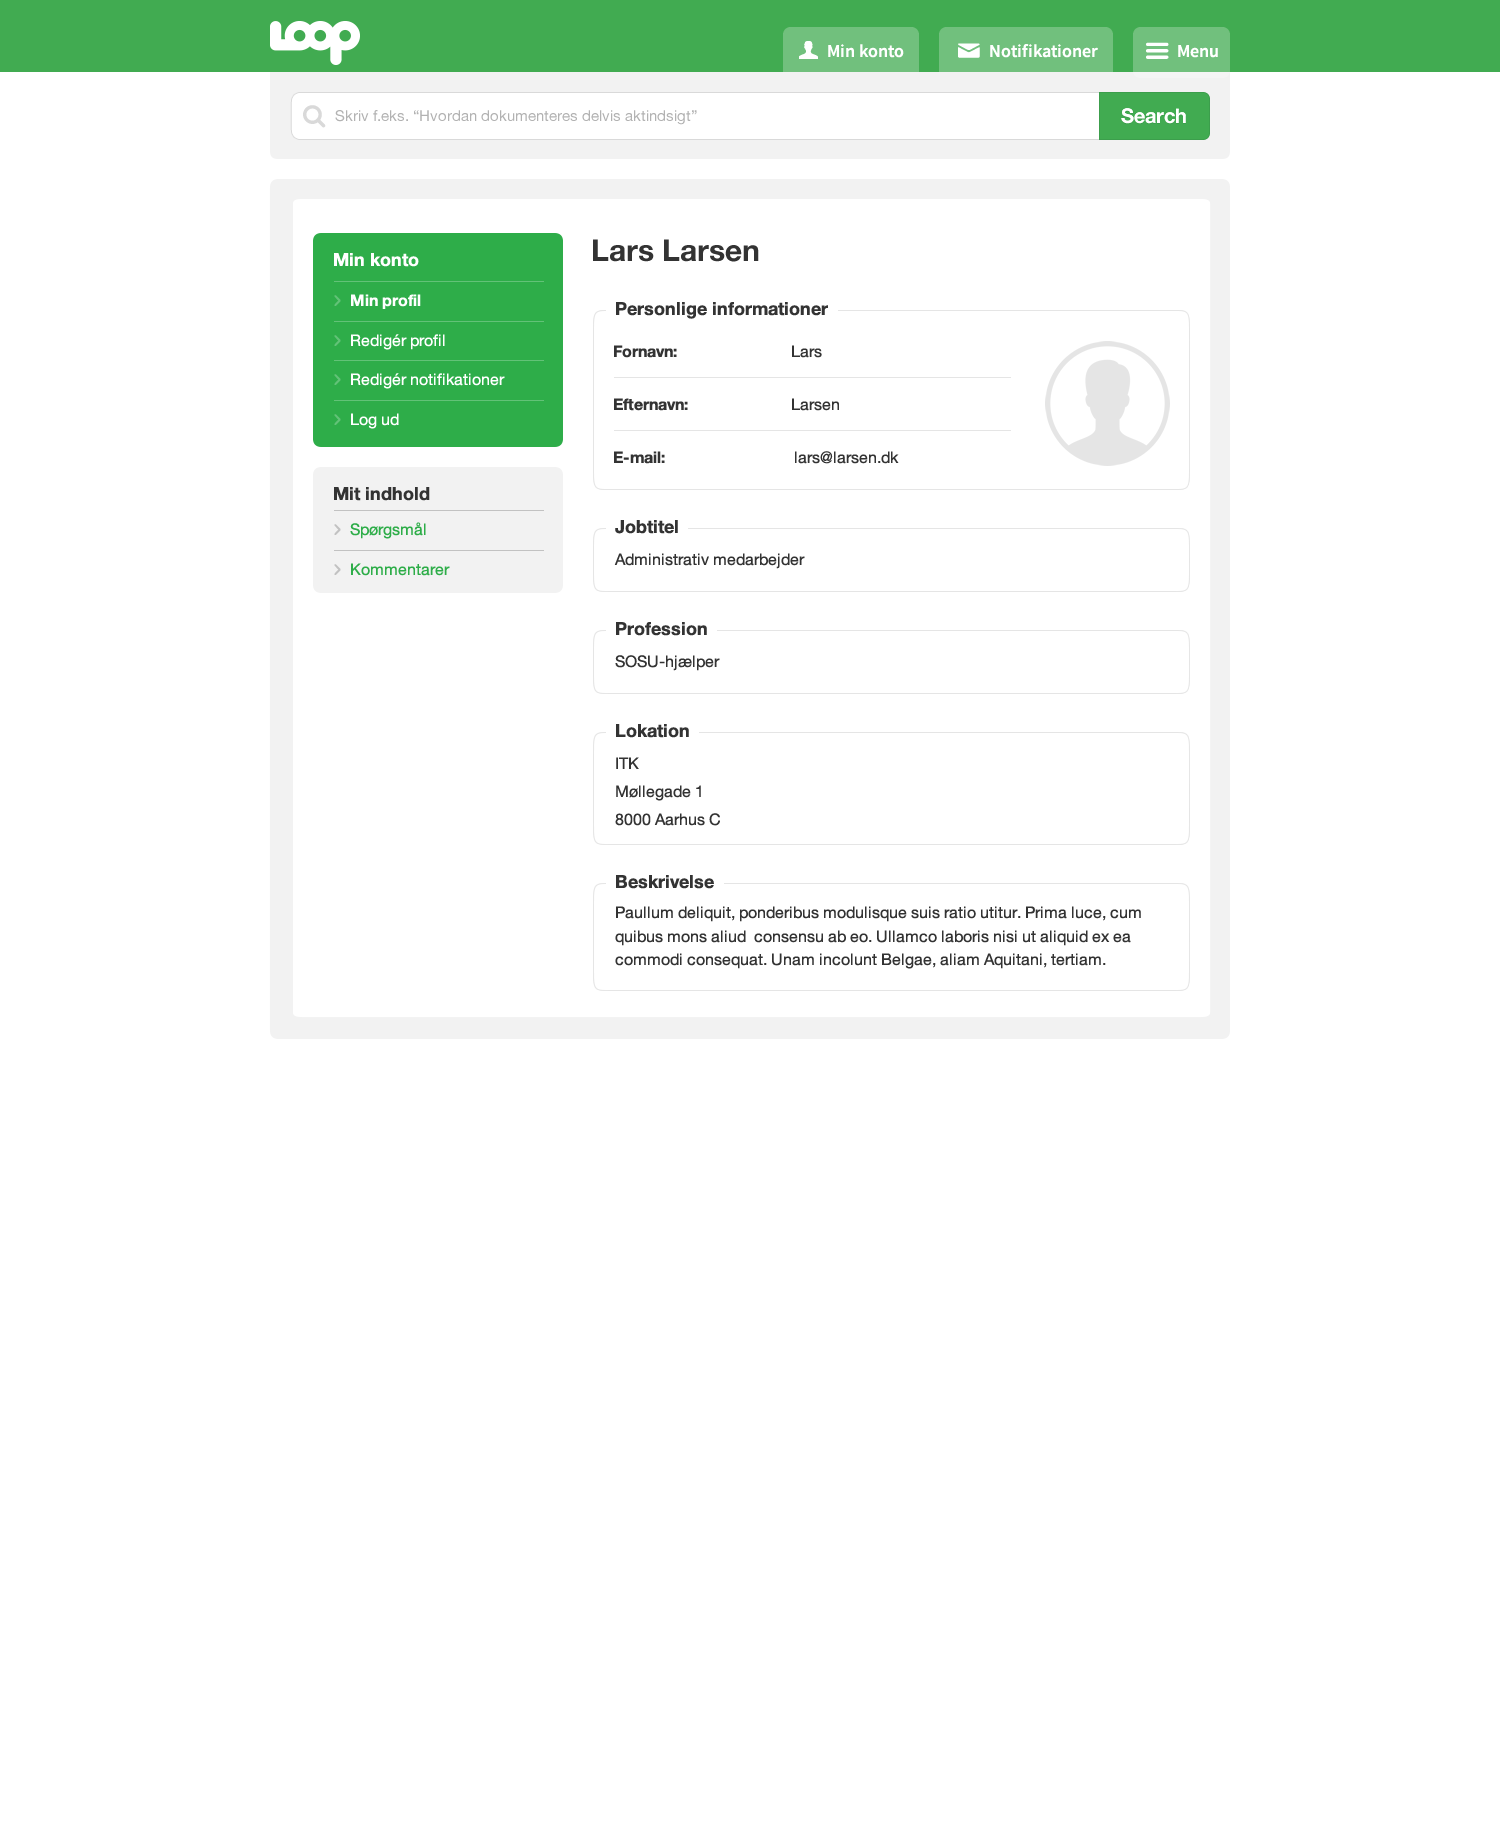 Loop
Min konto
Notifikationer
Menu
Skriv f.eks. “Hvordan dokumenteres delvis aktindsigt”
Search
Min konto
Min profil
Redigér profil
Redigér notifikationer
Log ud
Mit indhold
Spørgsmål
Kommentarer
Lars Larsen
Personlige informationer
Fornavn: Lars
Efternavn: Larsen
E-mail: lars@larsen.dk
Jobtitel
Administrativ medarbejder
Profession
SOSU-hjælper
Lokation
ITK
Møllegade 1
8000 Aarhus C
Beskrivelse
Paullum deliquit, ponderibus modulisque suis ratio utitur. Prima luce, cum
quibus mons aliud  consensu ab eo. Ullamco laboris nisi ut aliquid ex ea
commodi consequat. Unam incolunt Belgae, aliam Aquitani, tertiam.